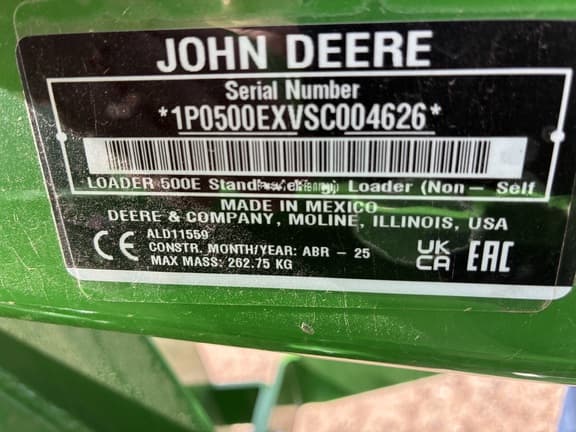 JOHN DEERE
Serial Number
*1P0500EXVSC004626*
LOADER 500E Loader (Non - Self
MADE IN MEXICO
DEERE & COMPANY, MOLINE, ILLINOIS, USA
ALD11559
CONSTR. MONTH/YEAR: ABR - 25
MAX MASS: 262.75 KG
CE
UK
CA
EAC